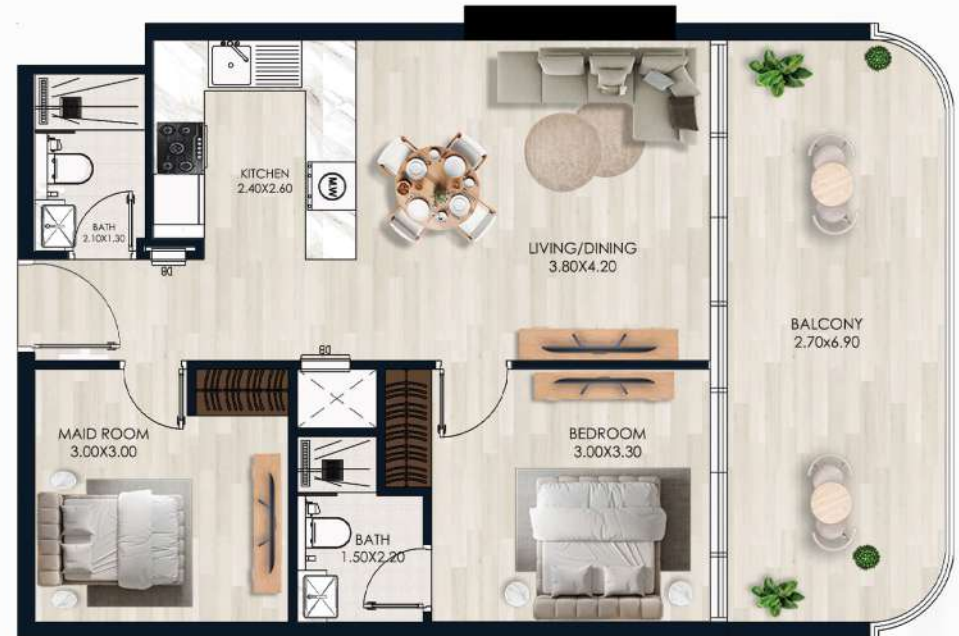 KITCHEN
2.40X2.60
M/W
BATH
2.10X1.30
DB
LIVING/DINING
3.80X4.20
BALCONY
2.70x6.90
DB
MAID ROOM
3.00X3.00
BEDROOM
3.00X3.30
BATH
1.50X2.20